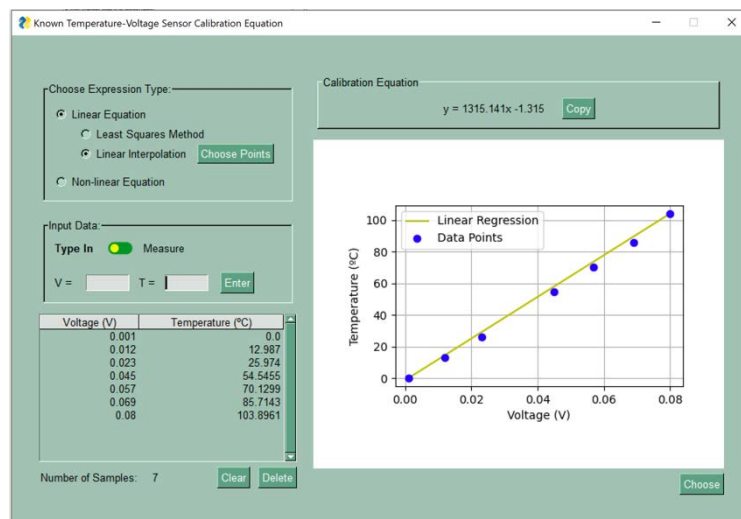 Known Temperature-Voltage Sensor Calibration Equation
Choose Expression Type:
Linear Equation
Least Squares Method
Linear Interpolation Choose Points
Non-linear Equation
Input Data:
Type In Measure
V = T = Enter
Voltage (V) Temperature (ºC)
0.001 0.0
0.012 12.987
0.023 25.974
0.045 54.5455
0.057 70.1299
0.069 85.7143
0.08 103.8961
Number of Samples: 7 Clear Delete
Calibration Equation
y = 1315.141x -1.315 Copy
Linear Regression
Data Points
Temperature (ºC)
100
80
60
40
20
0
0.00 0.02 0.04 0.06 0.08
Voltage (V)
Choose